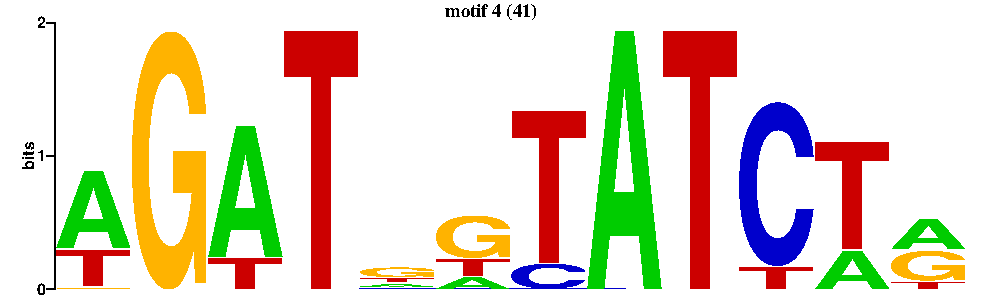 motif 4 (41)
2
bits
1
0
A G A T G G T A T C T A
T T G T T C T A G
A A T